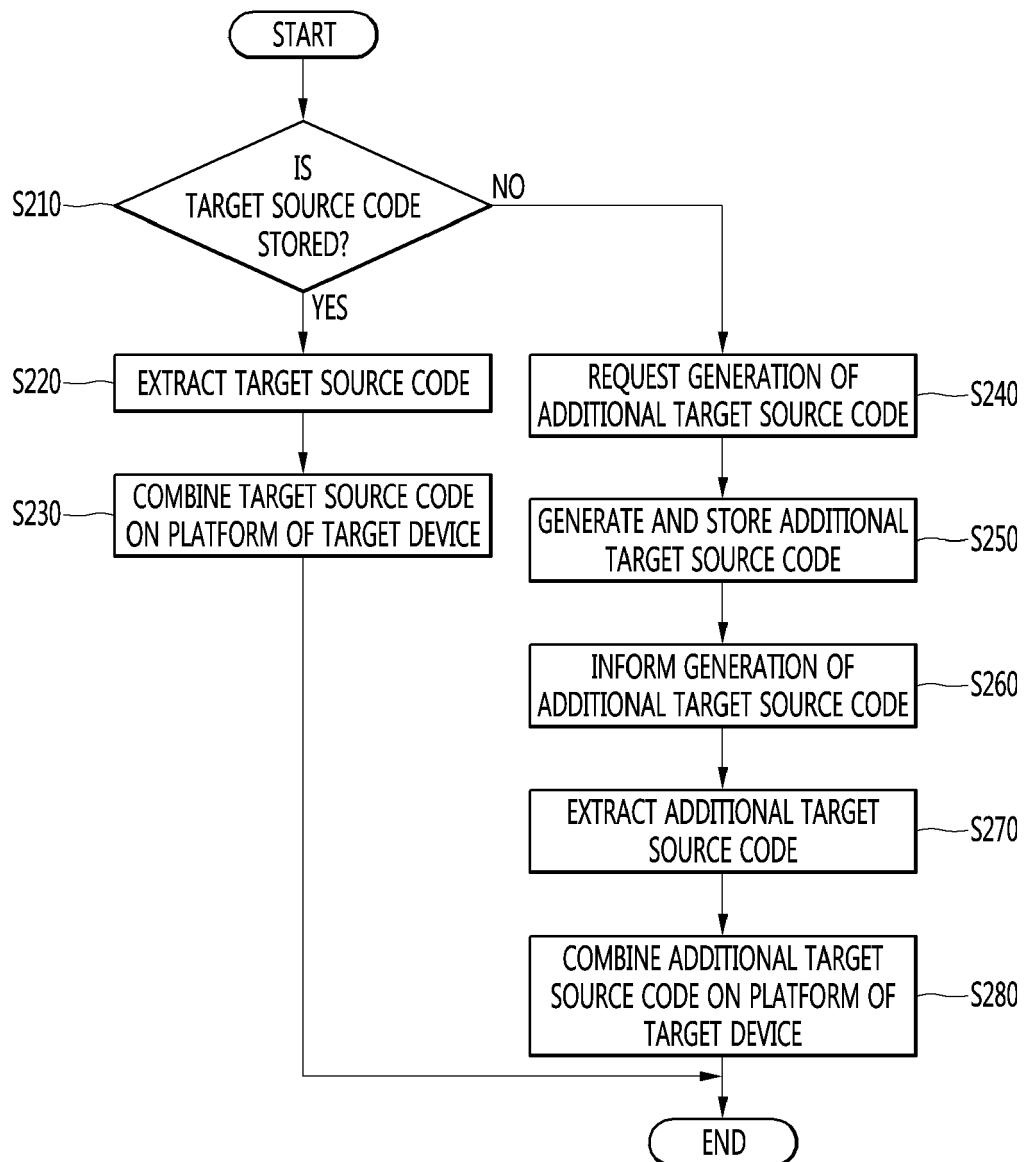 START
IS
TARGET SOURCE CODE
STORED?
S210
NO
YES
S220
EXTRACT TARGET SOURCE CODE
S230
COMBINE TARGET SOURCE CODE
ON PLATFORM OF TARGET DEVICE
REQUEST GENERATION OF
ADDITIONAL TARGET SOURCE CODE
S240
GENERATE AND STORE ADDITIONAL
TARGET SOURCE CODE
S250
INFORM GENERATION OF
ADDITIONAL TARGET SOURCE CODE
S260
EXTRACT ADDITIONAL TARGET
SOURCE CODE
S270
COMBINE ADDITIONAL TARGET
SOURCE CODE ON PLATFORM OF
TARGET DEVICE
S280
END